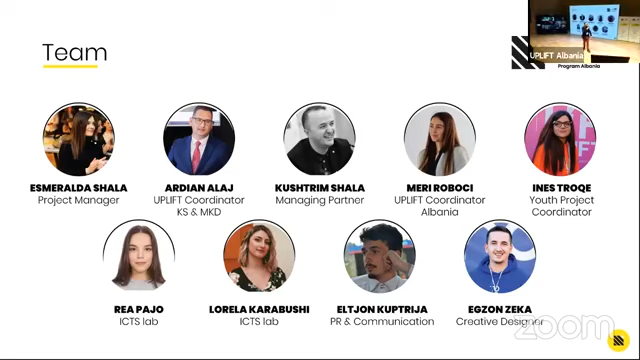 Team
UPLIFT Albania
Program Albania
ESMERALDA SHALA
Project Manager
ARDIAN ALAJ
UPLIFT Coordinator
KS & MKD
KUSHTRIM SHALA
Managing Partner
MERI ROBOCI
UPLIFT Coordinator
Albania
INES TROQE
Youth Project
Coordinator
REA PAJO
ICTS lab
LORELA KARABUSHI
ICTS lab
ELTJON KUPTRIJA
PR & Communication
EGZON ZEKA
Creative Designer
zoom